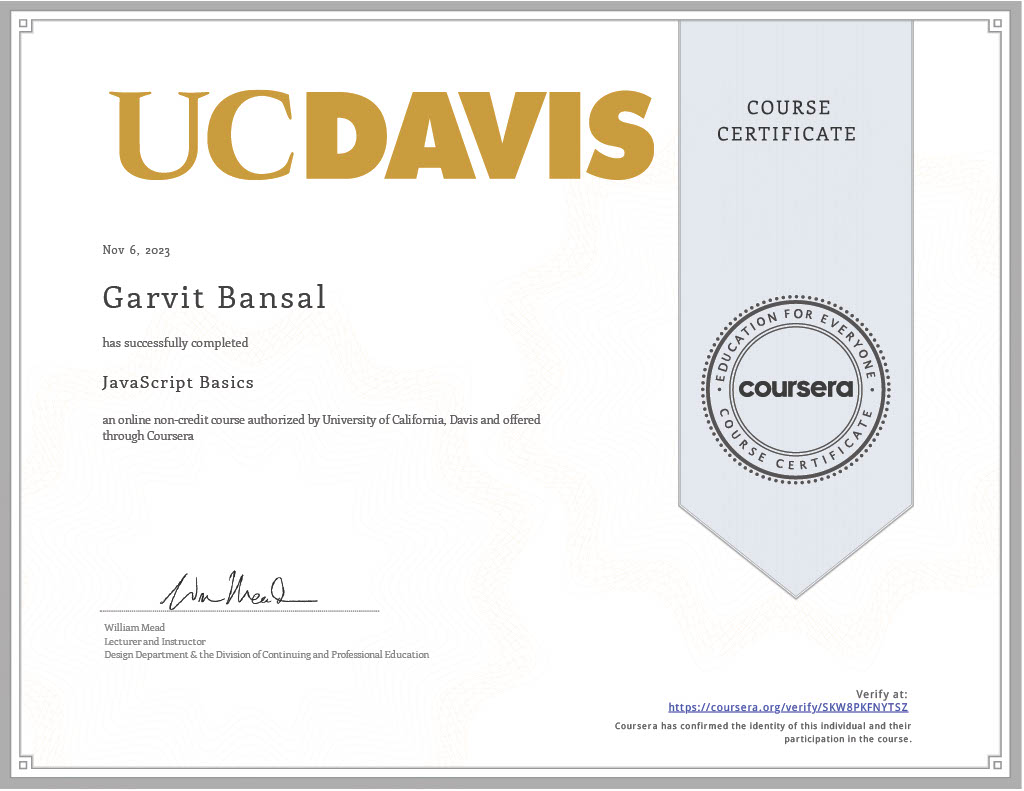 UCDAVIS
COURSE
CERTIFICATE
Nov 6, 2023
Garvit Bansal
has successfully completed
JavaScript Basics
an online non-credit course authorized by University of California, Davis and offered
through Coursera
EDUCATION FOR EVERYONE
coursera
COURSE CERTIFICATE
William Mead
Lecturer and Instructor
Design Department & the Division of Continuing and Professional Education
Verify at:
https://coursera.org/verify/SKW8PKFNYTSZ
Coursera has confirmed the identity of this individual and their
participation in the course.